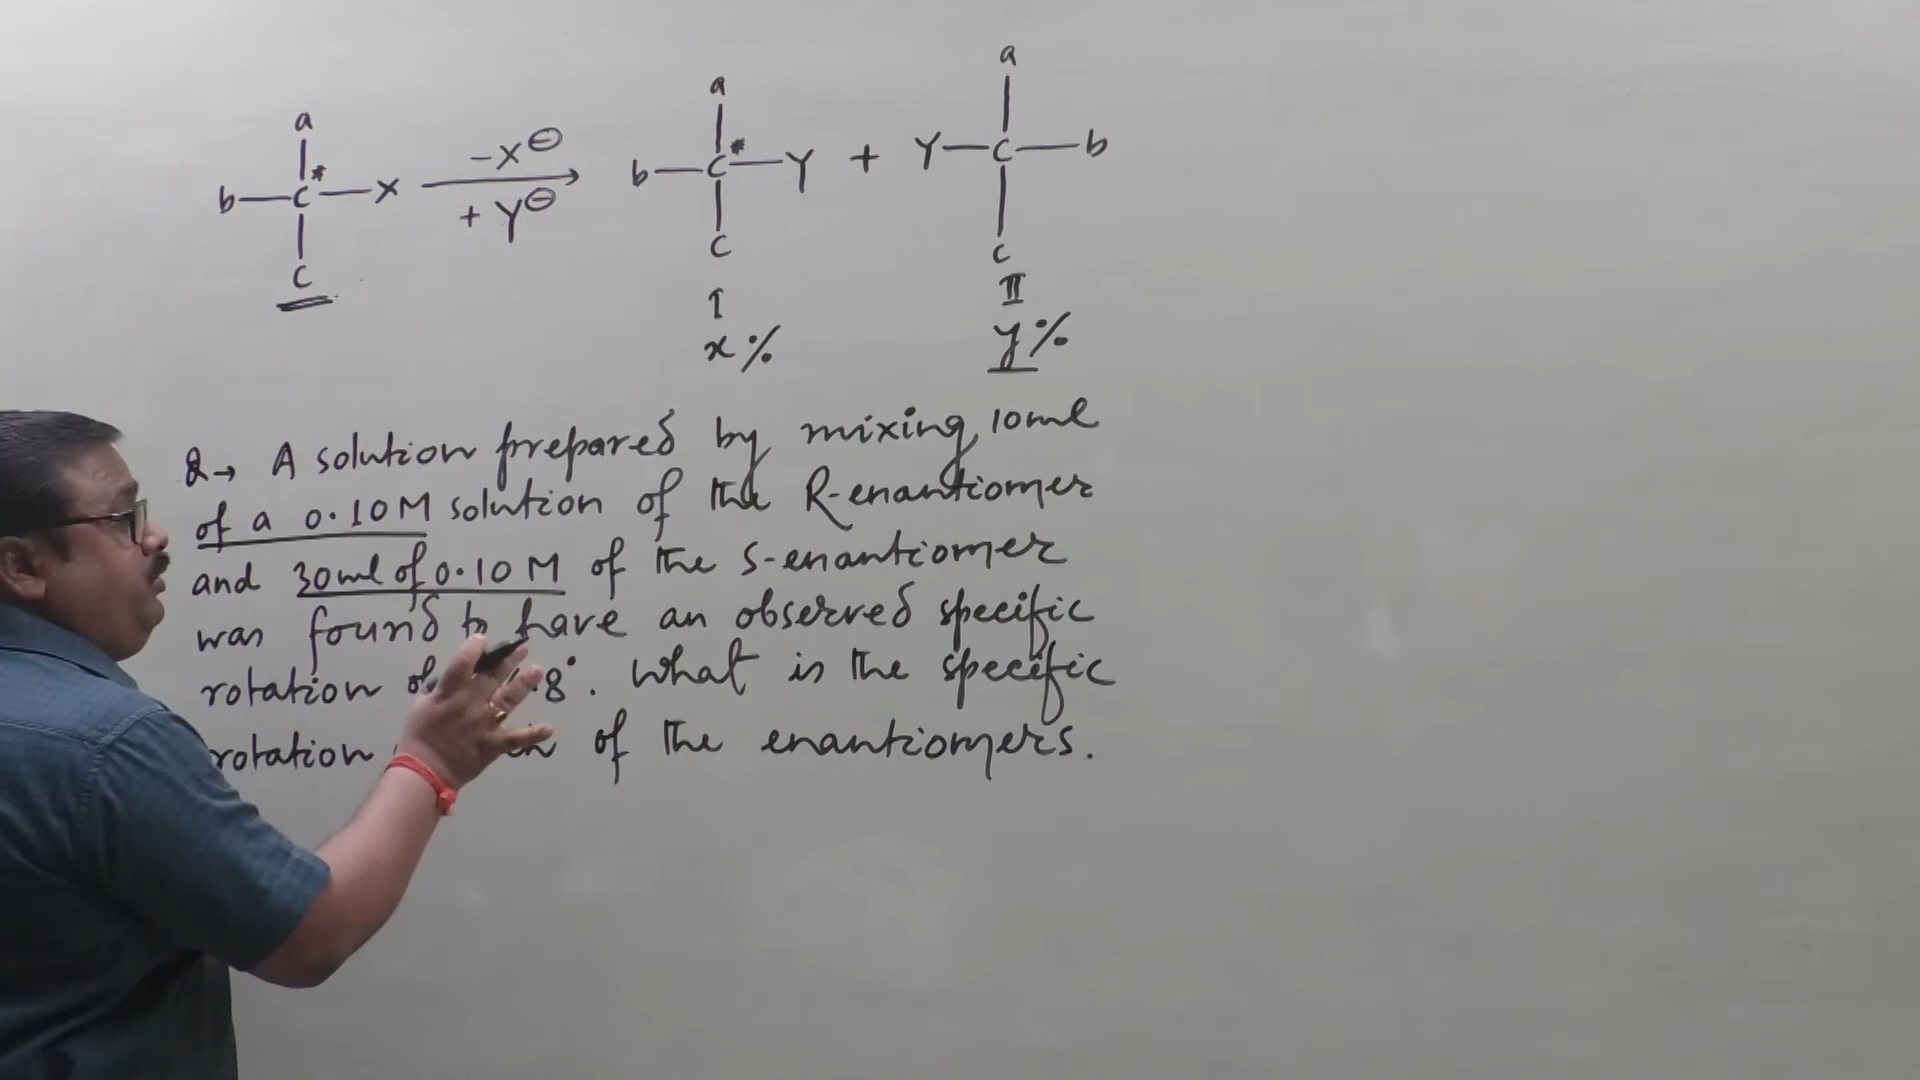 a
a
a
b—C*—X
−X⊖
+ Y⊖
b—C*—Y + Y—C—b
C
C
C
I
II
x %
y %
Q→ A solution prepared by mixing 10ml
of a 0.10M solution of the R-enantiomer
and 30ml of 0.10M of the S-enantiomer
was found to have an observed specific
rotation of 8°. What is the specific
rotation of the enantiomers.